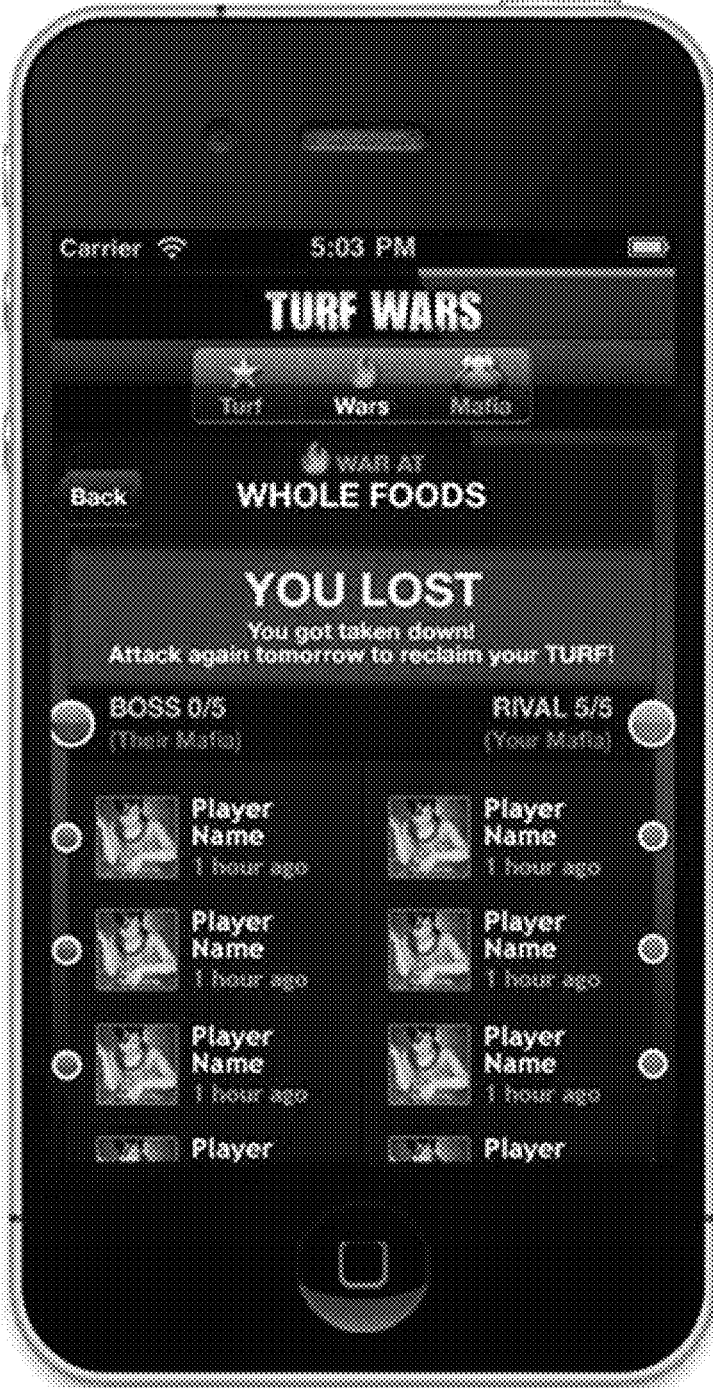 Carrier 5:03 PM
TURF WARS
Turf Wars Mafia
WAR AT
Back WHOLE FOODS
YOU LOST
You got taken down!
Attack again tomorrow to reclaim your TURF!
BOSS 0/5 RIVAL 5/5
(Their Mafia) (Your Mafia)
Player Player
Name Name
1 hour ago 1 hour ago
Player Player
Name Name
1 hour ago 1 hour ago
Player Player
Name Name
1 hour ago 1 hour ago
Player Player